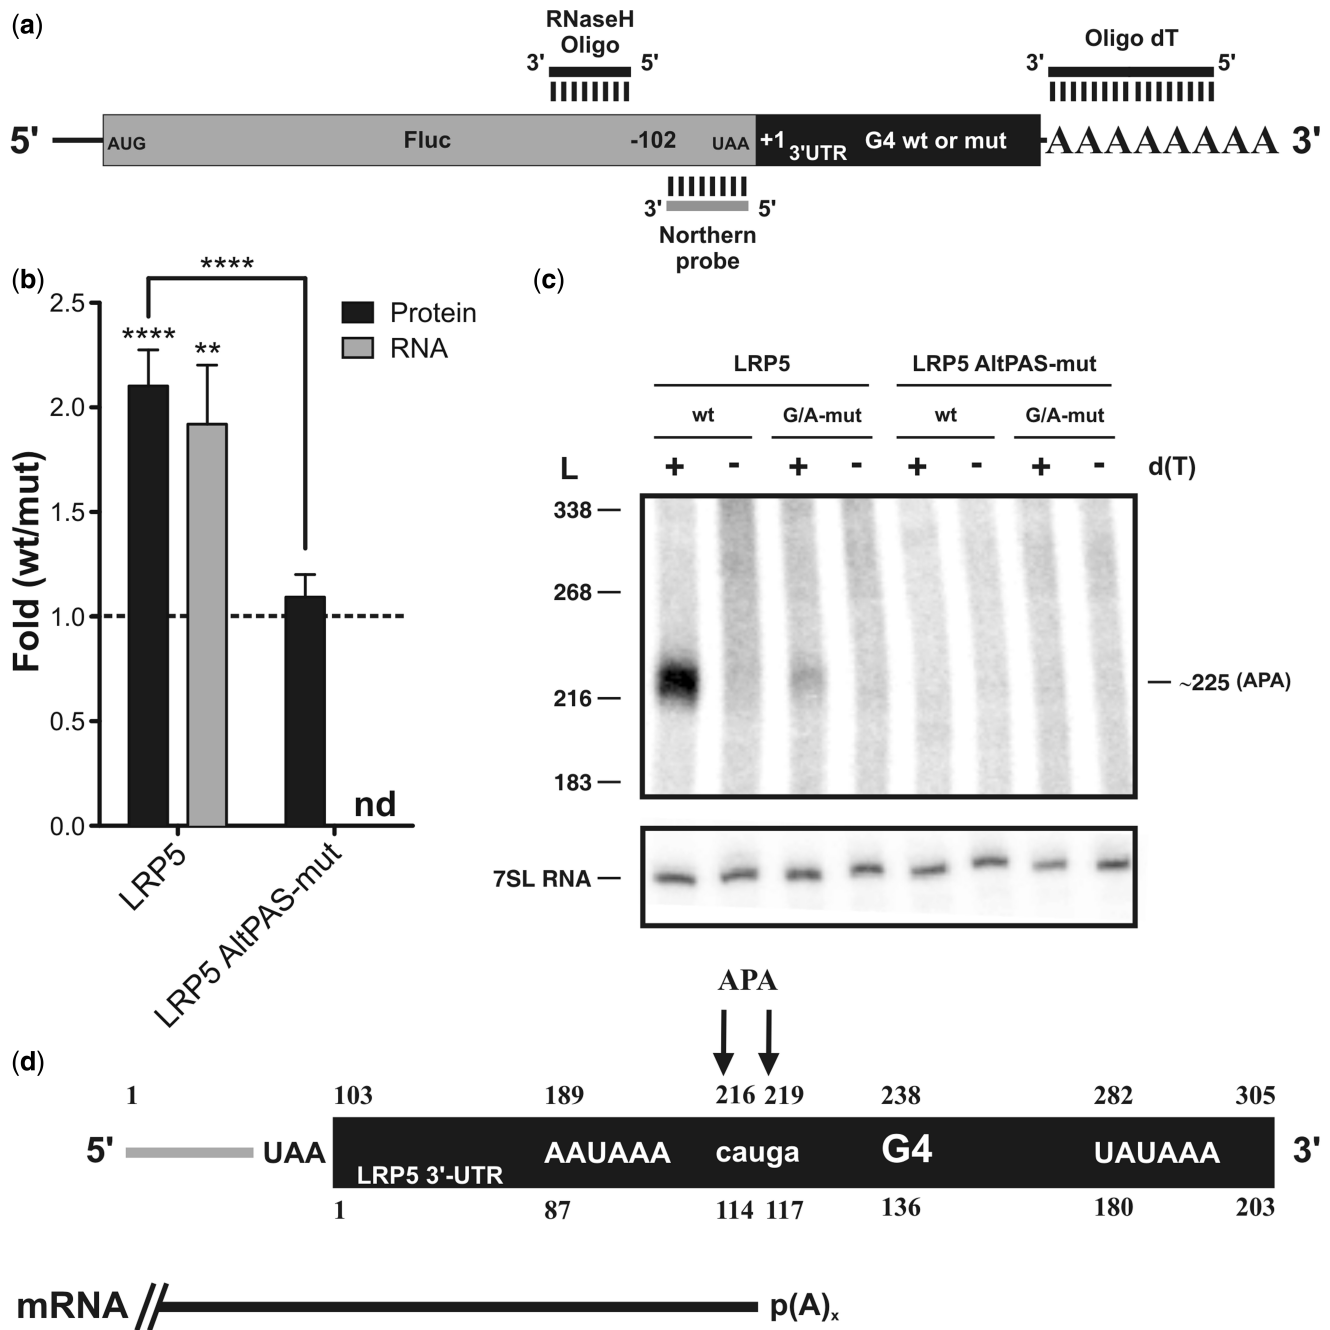 (a)
RNaseH
Oligo
3' 5'
Oligo dT
3' 5'
5' AUG Fluc -102 UAA +1 3'UTR G4 wt or mut AAAAAAAA 3'
3' 5'
Northern
probe
(b)
****
2.5
**** **
2.0
1.5
1.0
0.5
0.0
Fold (wt/mut)
Protein
RNA
nd
LRP5
LRP5 AltPAS-mut
(c)
LRP5 LRP5 AltPAS-mut
wt G/A-mut wt G/A-mut
L + - + - + - + - d(T)
338
268
216
183
~225 (APA)
7SL RNA
APA
(d)
1 103 189 216 219 238 282 305
5' UAA LRP5 3'-UTR AAUAAA cauga G4 UAUAAA 3'
1 87 114 117 136 180 203
mRNA p(A)x